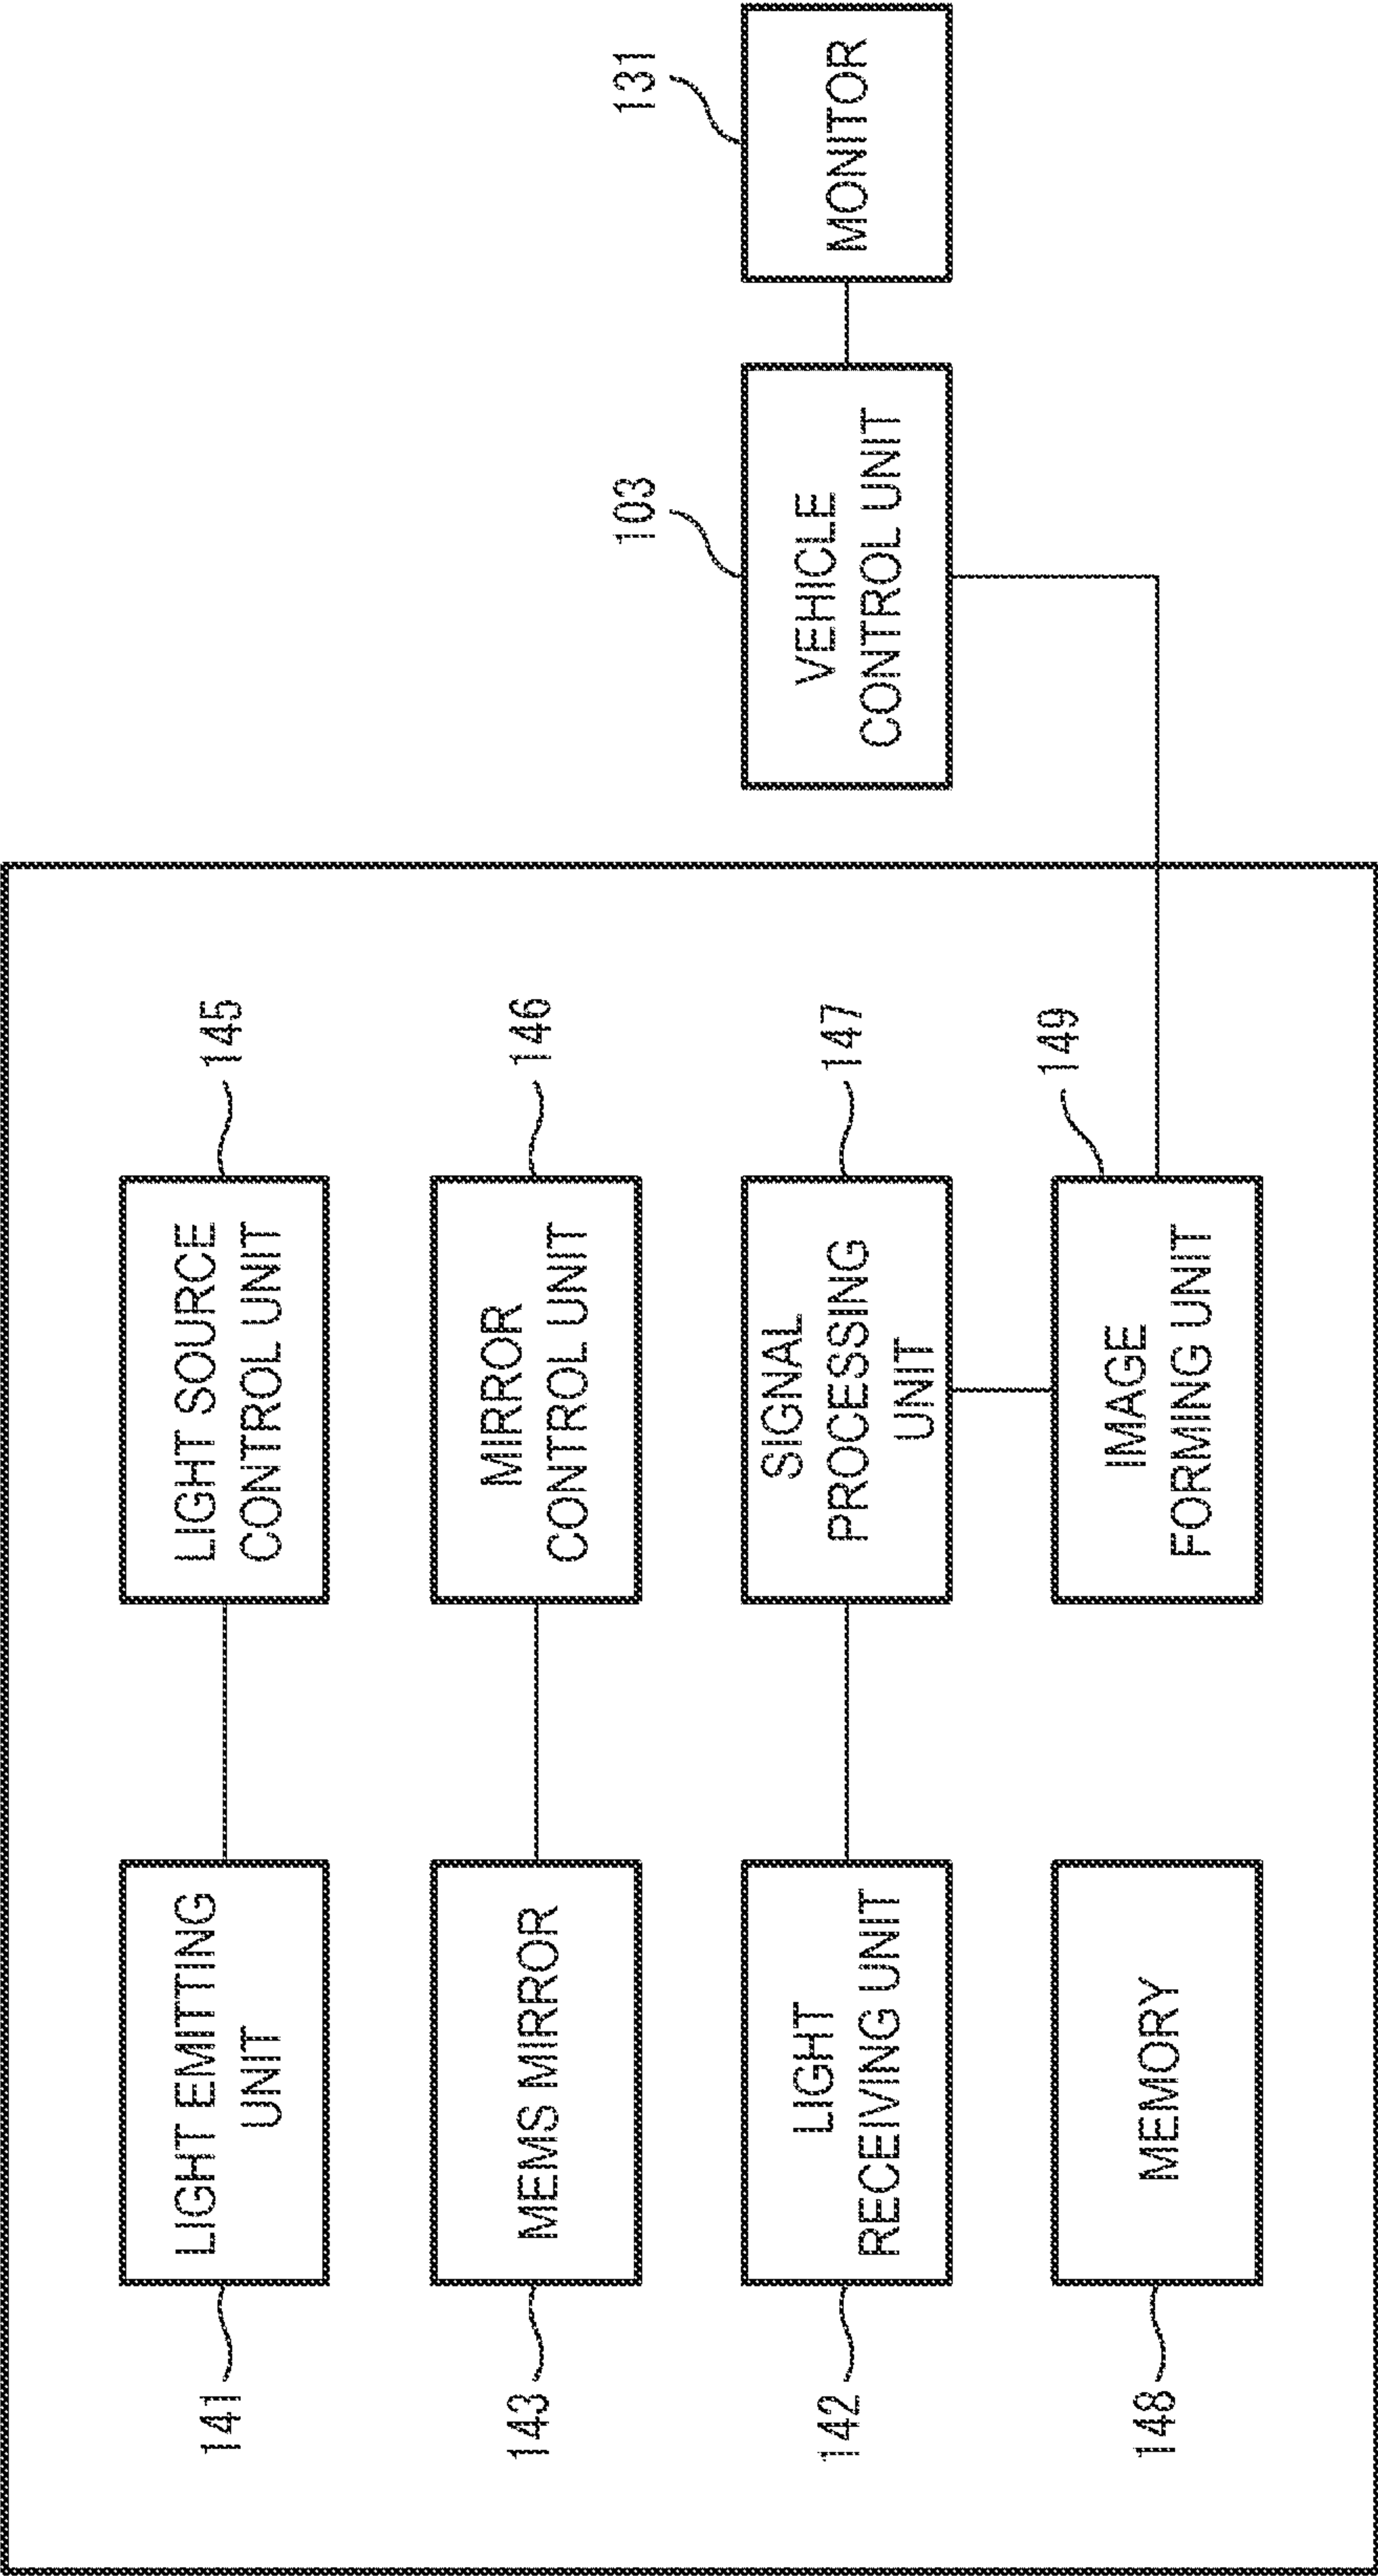 141
LIGHT EMITTING
UNIT
LIGHT SOURCE
CONTROL UNIT
145
143
MEMS MIRROR
MIRROR
CONTROL UNIT
146
142
LIGHT
RECEIVING UNIT
SIGNAL
PROCESSING
UNIT
147
148
MEMORY
IMAGE
FORMING UNIT
149
103
VEHICLE
CONTROL UNIT
131
MONITOR